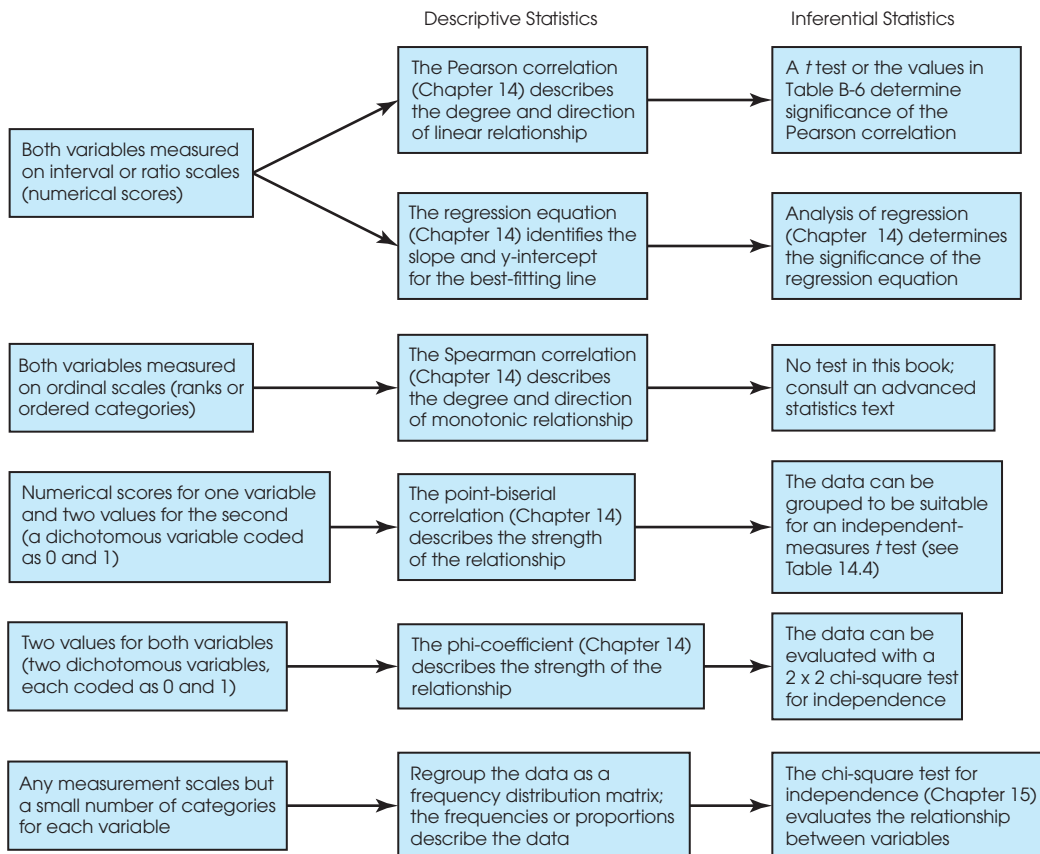 Descriptive Statistics
Inferential Statistics
Both variables measured
on interval or ratio scales
(numerical scores)
The Pearson correlation
(Chapter 14) describes
the degree and direction
of linear relationship
A t test or the values in
Table B-6 determine
significance of the
Pearson correlation
The regression equation
(Chapter 14) identifies the
slope and y-intercept
for the best-fitting line
Analysis of regression
(Chapter 14) determines
the significance of the
regression equation
Both variables measured
on ordinal scales (ranks or
ordered categories)
The Spearman correlation
(Chapter 14) describes
the degree and direction
of monotonic relationship
No test in this book;
consult an advanced
statistics text
Numerical scores for one variable
and two values for the second
(a dichotomous variable coded
as 0 and 1)
The point-biserial
correlation (Chapter 14)
describes the strength
of the relationship
The data can be
grouped to be suitable
for an independent-
measures t test (see
Table 14.4)
Two values for both variables
(two dichotomous variables,
each coded as 0 and 1)
The phi-coefficient (Chapter 14)
describes the strength of the
relationship
The data can be
evaluated with a
2 x 2 chi-square test
for independence
Any measurement scales but
a small number of categories
for each variable
Regroup the data as a
frequency distribution matrix;
the frequencies or proportions
describe the data
The chi-square test for
independence (Chapter 15)
evaluates the relationship
between variables